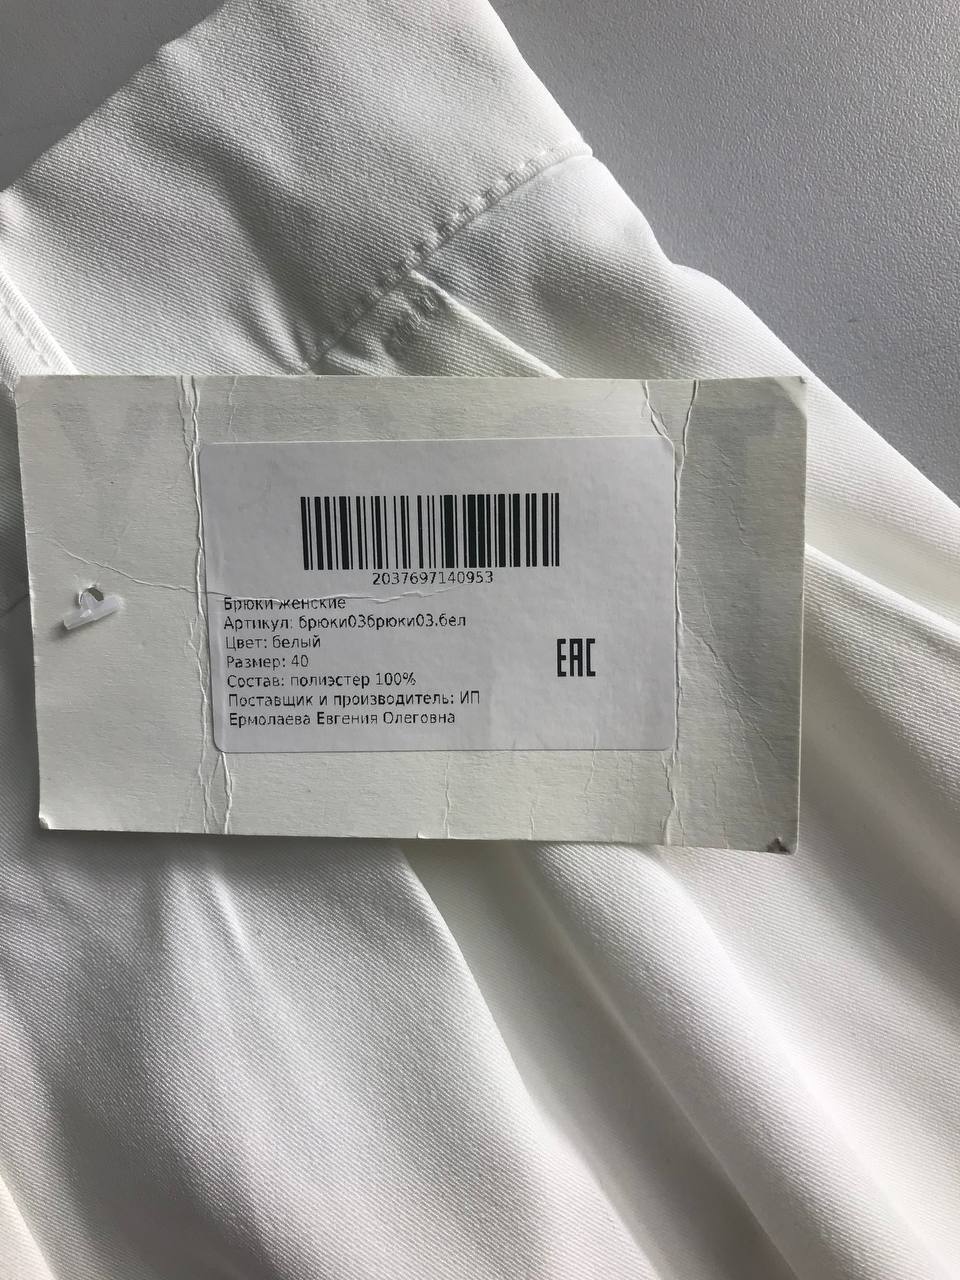 2037697140953
Брюки женские
Артикул: брюки03брюки03.бел
Цвет: белый
Размер: 40
Состав: полиэстер 100%
Поставщик и производитель: ИП
Ермолаева Евгения Олеговна
EAC